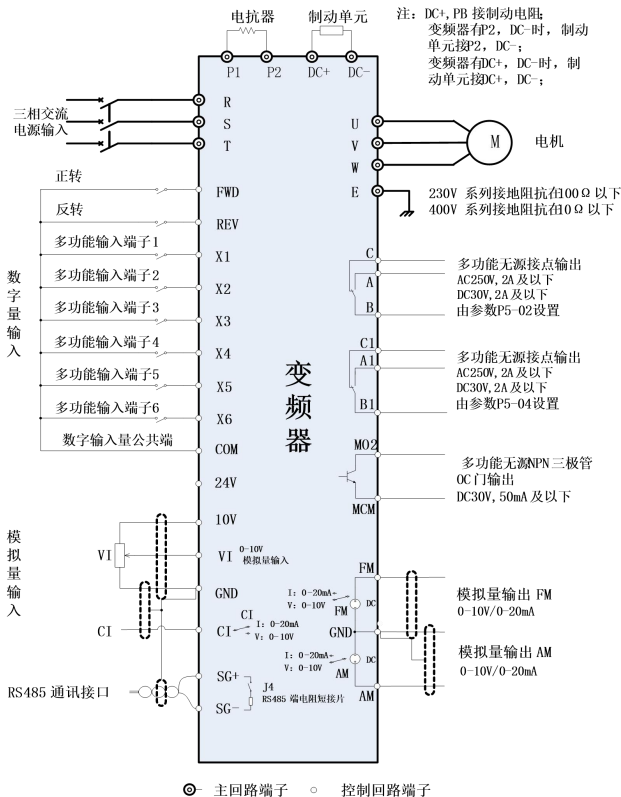 电抗器
制动单元
注：DC+,PB 接制动电阻;
变频器有P2，DC-时，制动
单元接P2，DC-；
变频器有DC+，DC-时，制
动单元接DC+，DC-；
P1
P2
DC+
DC-
三相交流
电源输入
R
S
T
U
V
W
M
电机
E
230V 系列接地阻抗在100Ω以下
400V 系列接地阻抗在10Ω以下
数字量输入
正转
FWD
反转
REV
多功能输入端子1
X1
多功能输入端子2
X2
多功能输入端子3
X3
多功能输入端子4
X4
多功能输入端子5
X5
多功能输入端子6
X6
数字输入量公共端
COM
24V
变频器
C
A
B
多功能无源接点输出
AC250V,2A及以下
DC30V,2A及以下
由参数P5-02设置
C1
A1
B1
多功能无源接点输出
AC250V,2A及以下
DC30V,2A及以下
由参数P5-04设置
MO2
MCM
多功能无源NPN三极管
OC门输出
DC30V,50mA及以下
模拟量输入
10V
VI
VI
0-10V
模拟量输入
GND
CI
CI
CI
I: 0-20mA
V: 0-10V
FM
I: 0-20mA
V: 0-10V
FM
DC
模拟量输出 FM
0-10V/0-20mA
GND
I: 0-20mA
V: 0-10V
AM
DC
AM
模拟量输出 AM
0-10V/0-20mA
RS485通讯接口
SG+
SG-
J4
RS485 端电阻短接片
主回路端子
控制回路端子